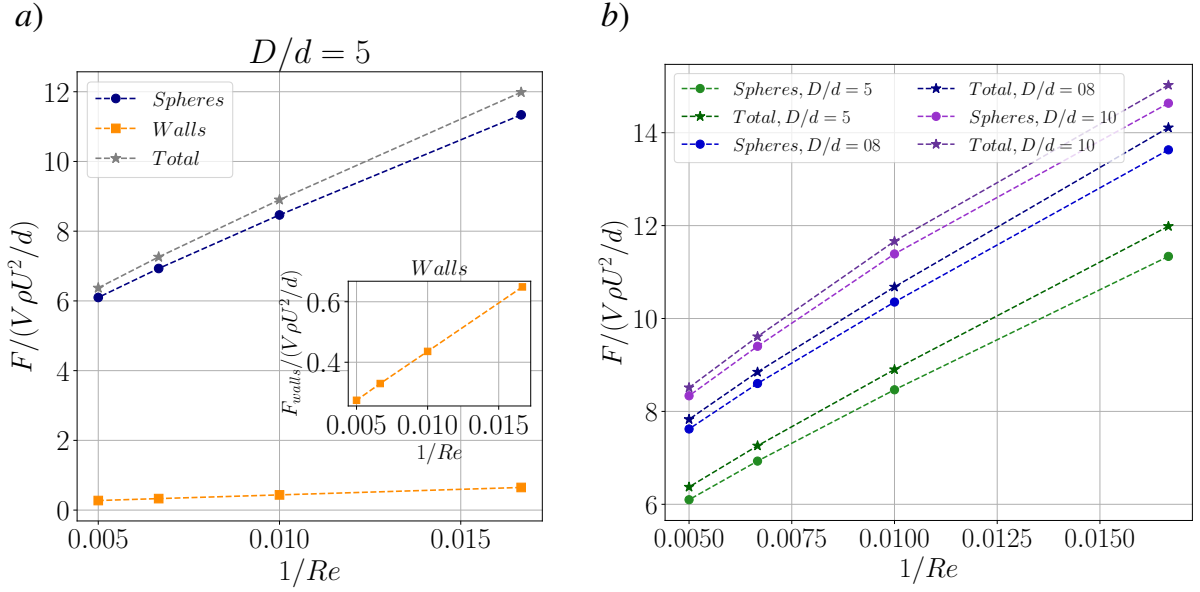 a)
D/d = 5
Spheres
Walls
Total
F/(VρU²/d)
12
10
8
6
4
2
0
0.005
0.010
0.015
1/Re
Walls
F_walls/(VρU²/d)
0.6
0.4
0.005
0.010
0.015
1/Re
b)
Spheres, D/d = 5
Total, D/d = 5
Spheres, D/d = 08
Total, D/d = 08
Spheres, D/d = 10
Total, D/d = 10
F/(VρU²/d)
14
12
10
8
6
0.0050
0.0075
0.0100
0.0125
0.0150
1/Re